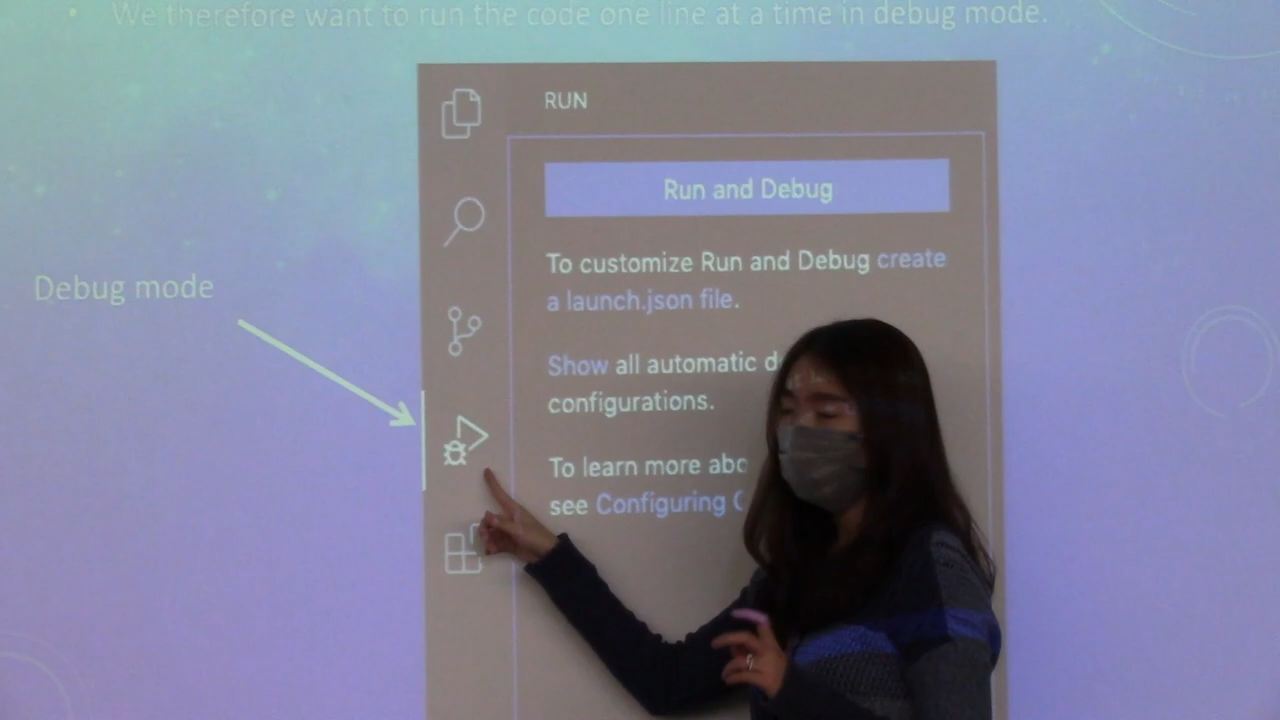 We therefore want to run the code one line at a time in debug mode.
RUN
Run and Debug
To customize Run and Debug create
a launch.json file.
Debug mode
Show all automatic
configurations.
To learn more
see Configuring